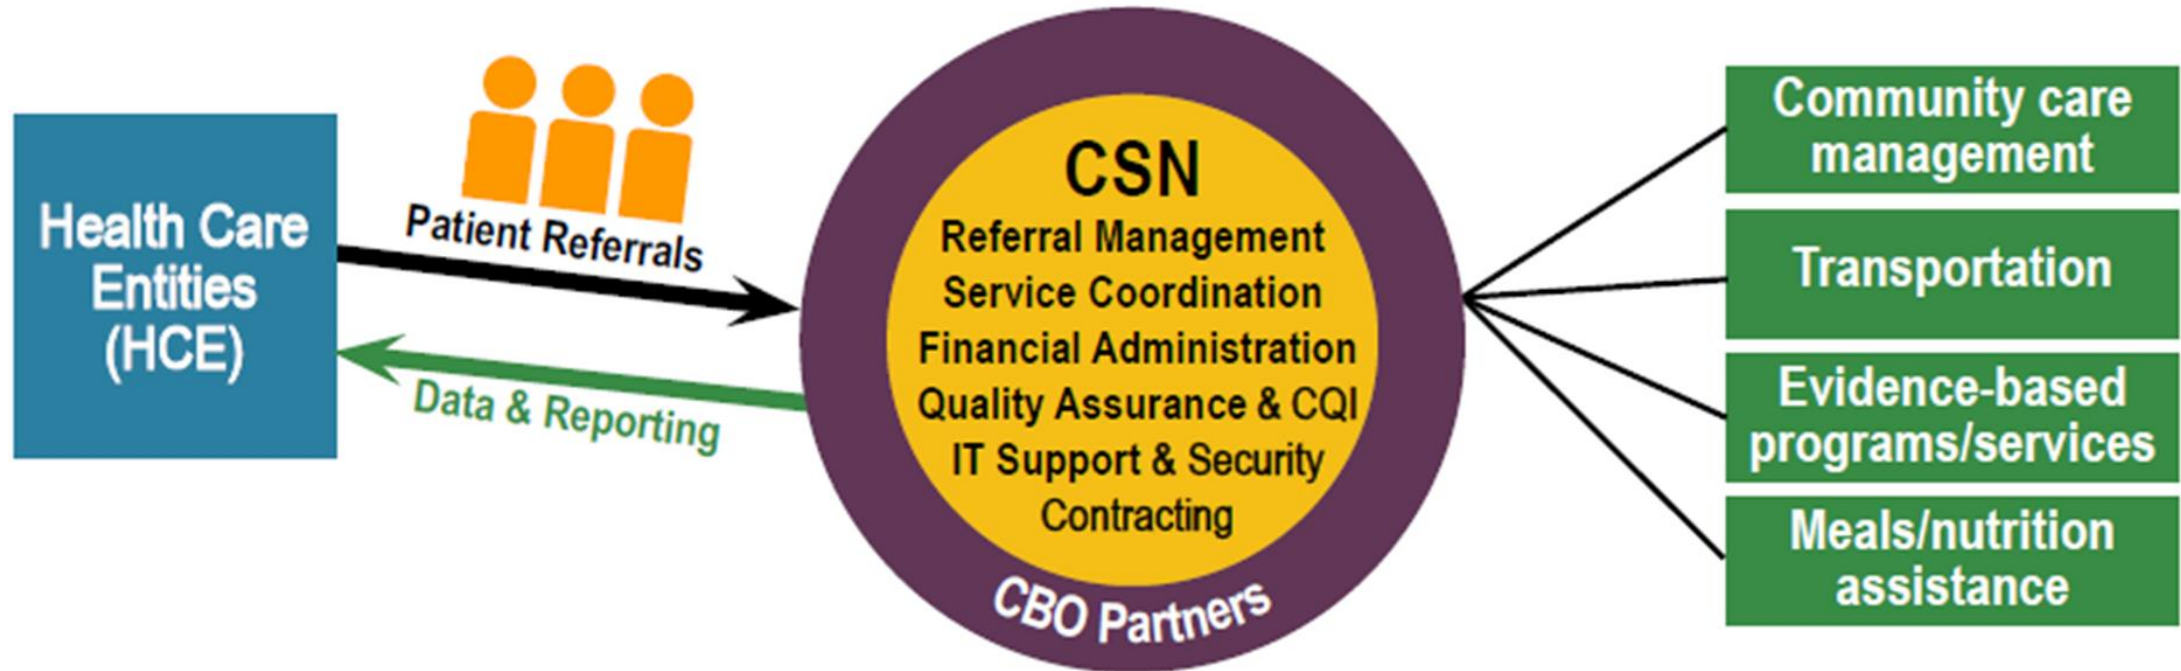 Health Care
Entities
(HCE)
Patient Referrals
Data & Reporting
CSN
Referral Management
Service Coordination
Financial Administration
Quality Assurance & CQI
IT Support & Security
Contracting
CBO Partners
Community care
management
Transportation
Evidence-based
programs/services
Meals/nutrition
assistance